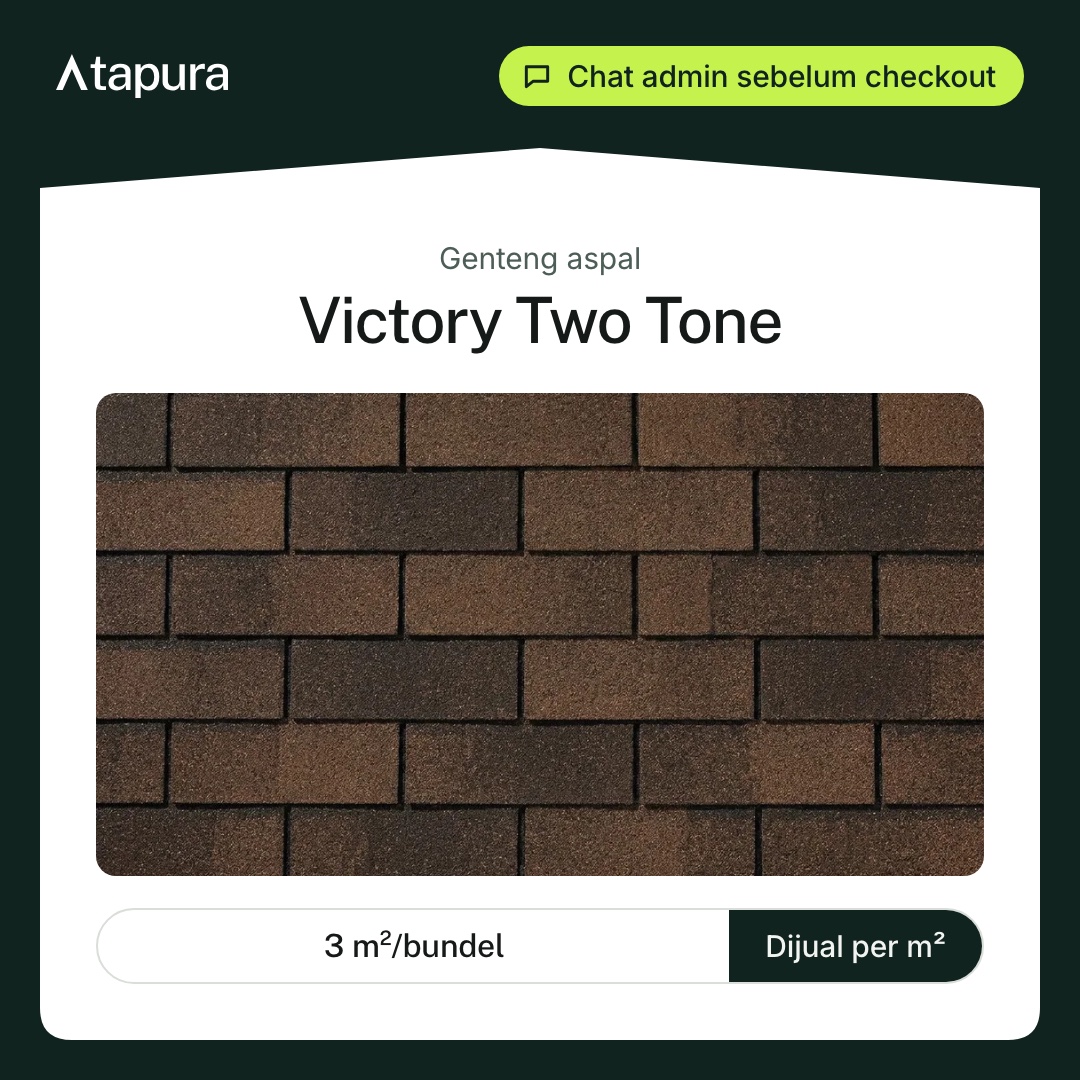 Atapura
Chat admin sebelum checkout
Genteng aspal
Victory Two Tone
3 m²/bundel
Dijual per m²